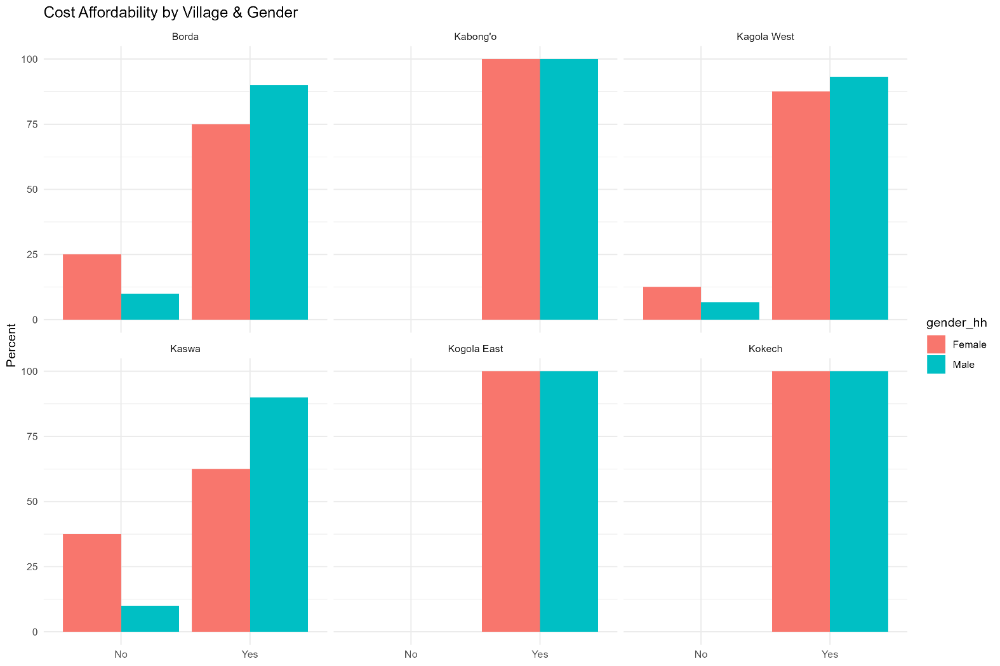 Cost Affordability by Village & Gender
Borda
Kabong'o
Kagola West
100
75
50
25
0
Percent
Kaswa
Kogola East
Kokech
100
75
50
25
0
No
Yes
No
Yes
No
Yes
gender_hh
Female
Male